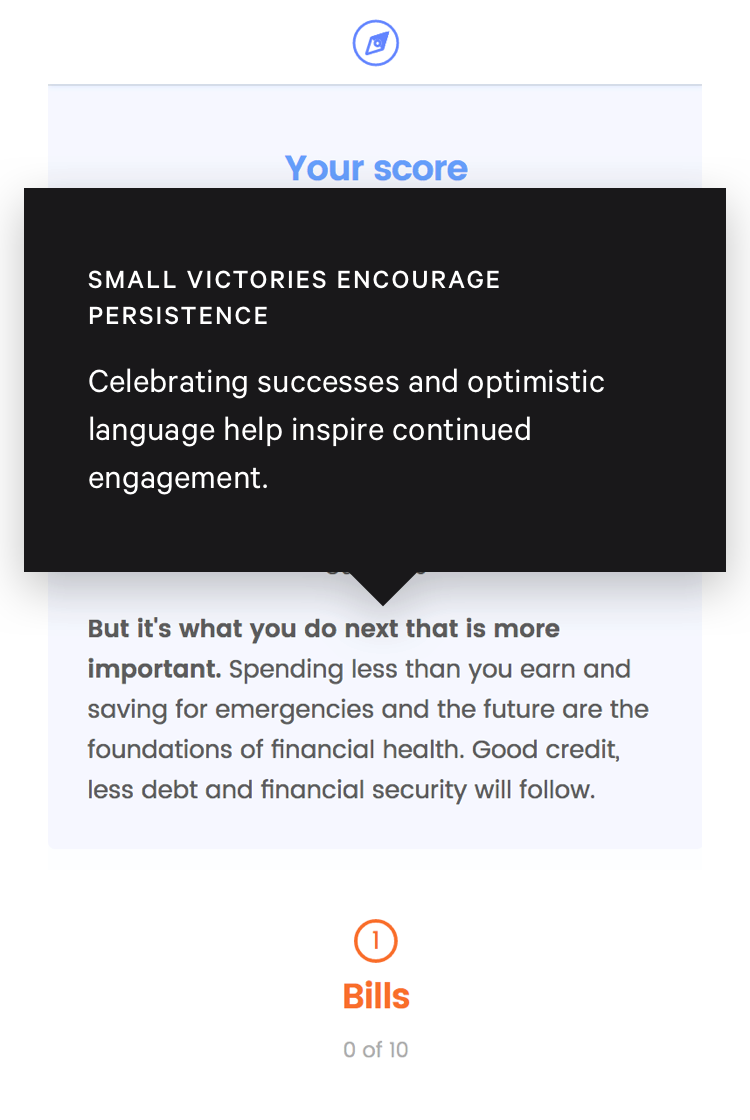 Your score
SMALL VICTORIES ENCOURAGE
PERSISTENCE
Celebrating successes and optimistic
language help inspire continued
engagement.
But it's what you do next that is more
important. Spending less than you earn and
saving for emergencies and the future are the
foundations of financial health. Good credit,
less debt and financial security will follow.
1
Bills
0 of 10